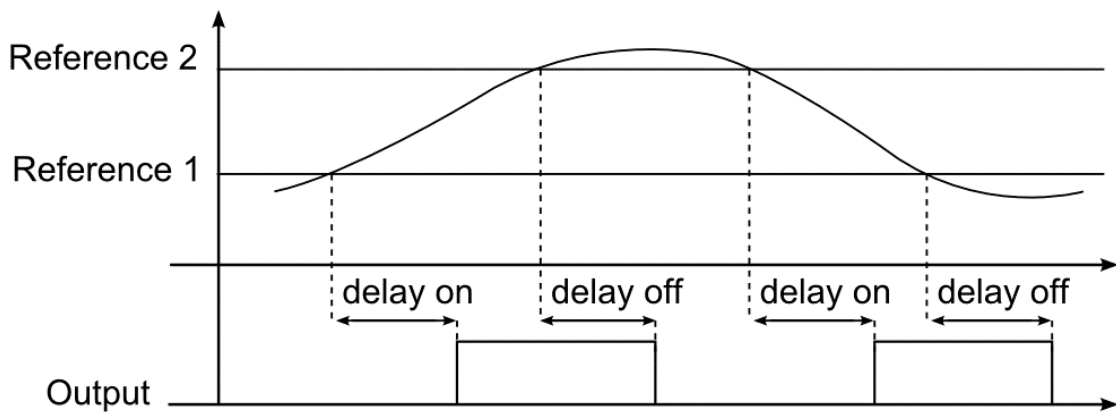 Reference 2
Reference 1
delay on
delay off
delay on
delay off
Output